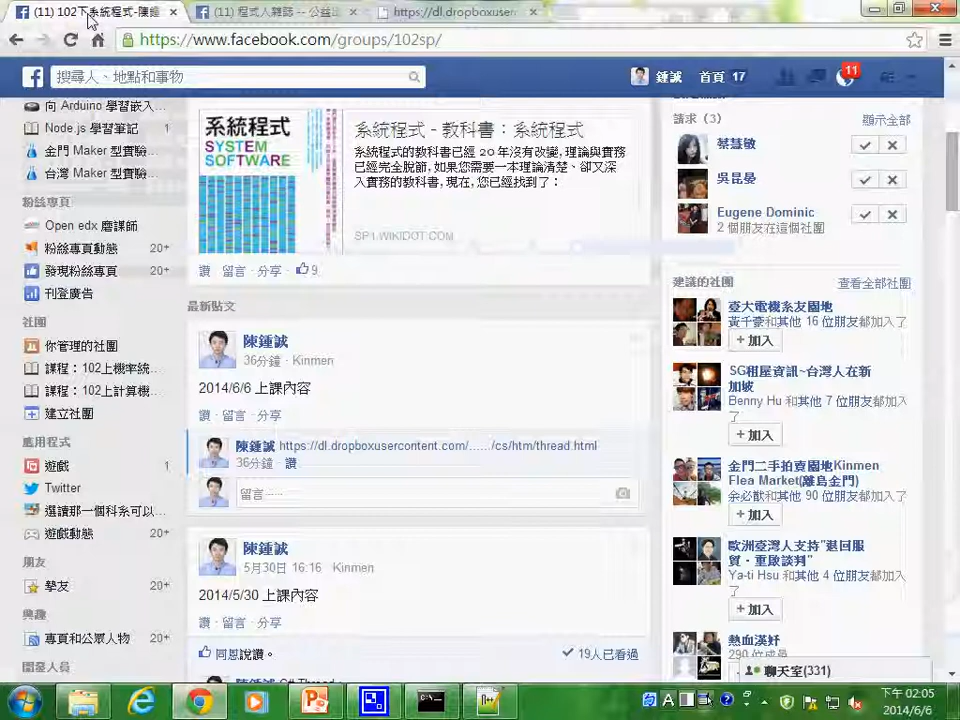 (11) 102下系統程式-陳鍾
(11) 程式人雜誌 -- 公益出
https://dl.dropboxuser
https://www.facebook.com/groups/102sp/
搜尋人、地點和事物
鍾誠
首頁 17
11
向 Arduino 學習嵌入...
Node.js 學習筆記 1
金門 Maker 型實驗...
台灣 Maker 型實驗...
粉絲專頁
Open edx 磨課師
粉絲專頁動態 20+
發現粉絲專頁 20+
刊登廣告
社團
你管理的社團
課程：102上機率統...
課程：102上計算機...
建立社團
應用程式
遊戲 1
Twitter
選讀那一個科系可以...
遊戲動態 20+
朋友
摯友 20+
興趣
專頁和公眾人物 20+
開發人員
系統程式
SYSTEM
SOFTWARE
系統程式 - 教科書：系統程式
系統程式的教科書已經 20 年沒有改變,理論與實務
已經完全脫節,如果您需要一本理論清楚、卻又深
入實務的教科書,現在,您已經找到了：
SP1.WIKIDOT.COM
讚 · 留言 · 分享 · 9
最新貼文
陳鍾誠
36分鐘 · Kinmen
2014/6/6 上課內容
讚 · 留言 · 分享
陳鍾誠 https://dl.dropboxusercontent.com/....../cs/htm/thread.html
36分鐘 · 讚
留言……
陳鍾誠
5月30日 16:16 · Kinmen
2014/5/30 上課內容
讚 · 留言 · 分享
同恩說讚。
19人已看過
陳鍾誠 C# Thread :
請求（3）
顯示全部
蔡慧敏
吳昆晏
Eugene Dominic
2 個朋友在這個社團
建議的社團
查看全部社團
臺大電機系友園地
黃千豪和其他 16 位朋友都加入了
+加入
SG租屋資訊~台灣人在新
加坡
Benny Hu 和其他 7 位朋友都加入
了
+加入
金門二手拍賣園地Kinmen
Flea Market(離島金門)
余必猷和其他 90 位朋友都加入了
+加入
歐洲臺灣人支持"退回服
貿．重啟談判"
Ya-ti Hsu 和其他 4 位朋友都加入
了
+加入
熱血漢奸
290 位成員
聊天室(331)
下午 02:05
2014/6/6